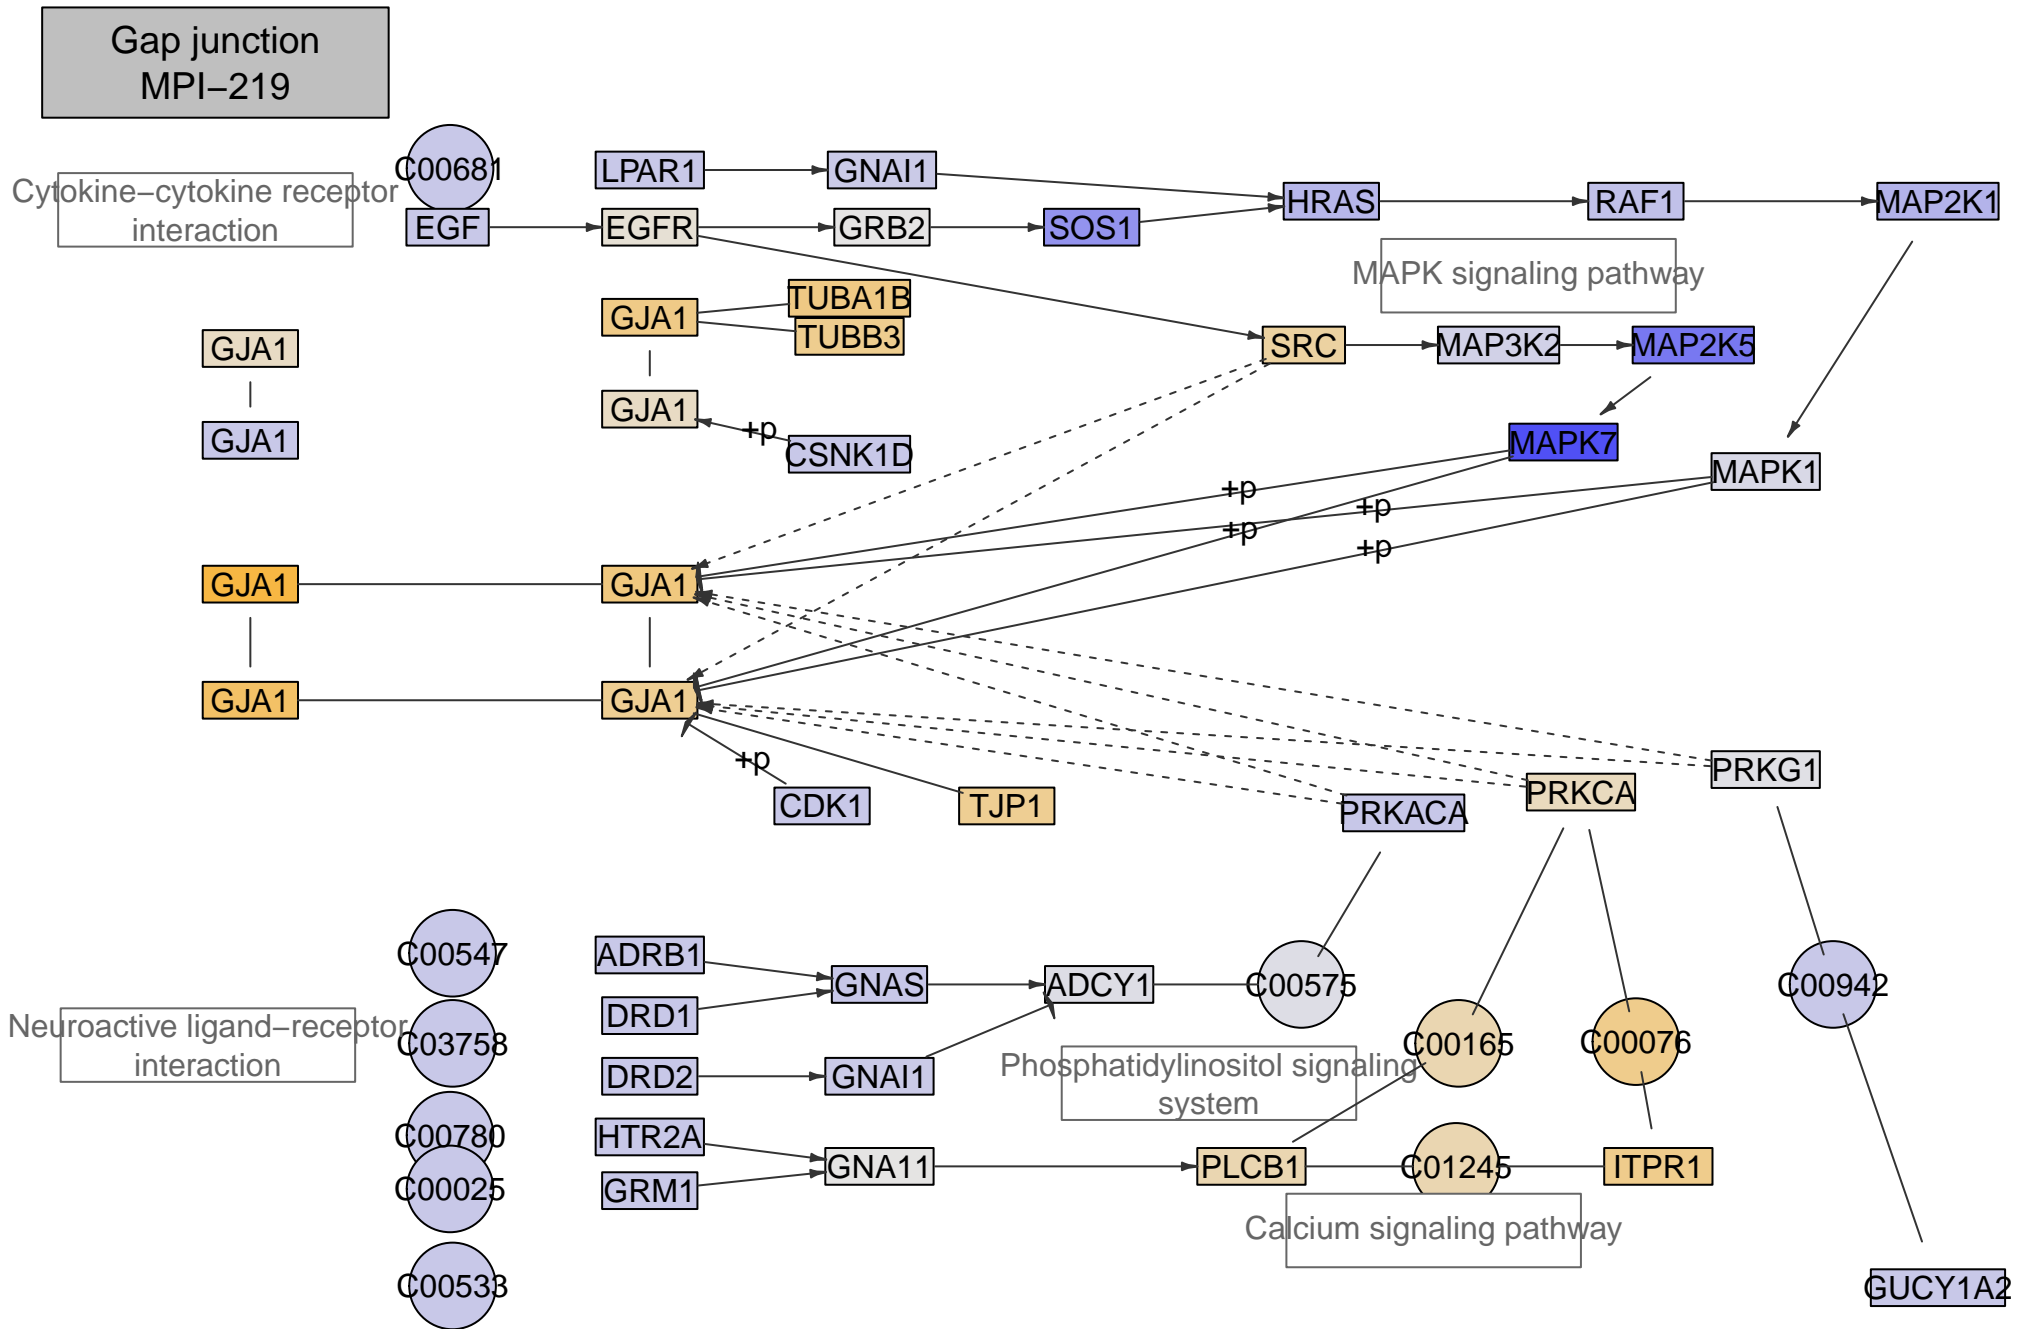 Gap junction
MPI−219
C00681
LPAR1
GNAI1
Cytokine−cytokine receptor
interaction
HRAS
RAF1
MAP2K1
EGF
EGFR
GRB2
SOS1
MAPK signaling pathway
TUBA1B
GJA1
TUBB3
GJA1
SRC
MAP3K2
MAP2K5
GJA1
+p
GJA1
CSNK1D
MAPK7
MAPK1
+p
+p
+p
+p
GJA1
GJA1
GJA1
GJA1
+p
PRKG1
CDK1
TJP1
PRKACA
PRKCA
C00547
ADRB1
GNAS
ADCY1
C00575
C00942
DRD1
Neuroactive ligand−receptor
interaction
C03758
C00165
C00076
DRD2
GNAI1
Phosphatidylinositol signaling
system
C00780
HTR2A
GNA11
PLCB1
C01245
ITPR1
C00025
GRM1
Calcium signaling pathway
C00533
GUCY1A2